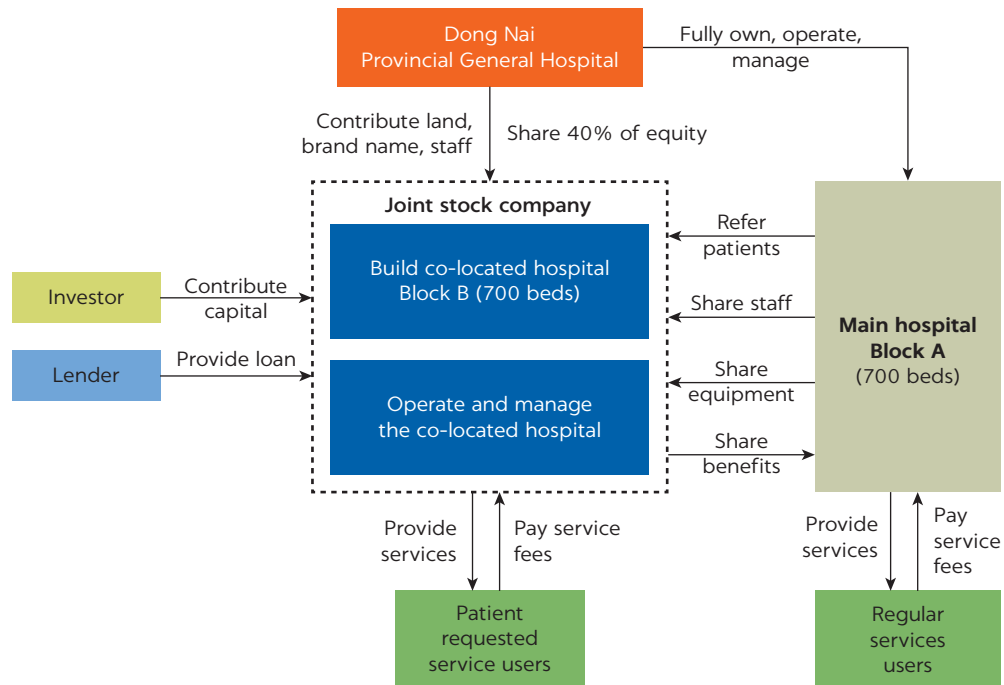 Dong Nai
Provincial General Hospital
Fully own, operate,
manage
Contribute land,
brand name, staff
Share 40% of equity
Joint stock company
Build co-located hospital
Block B (700 beds)
Operate and manage
the co-located hospital
Investor
Contribute
capital
Lender
Provide loan
Refer
patients
Share staff
Share
equipment
Share
benefits
Main hospital
Block A
(700 beds)
Provide
services
Pay service
fees
Provide
services
Pay
service
fees
Patient
requested
service users
Regular
services
users